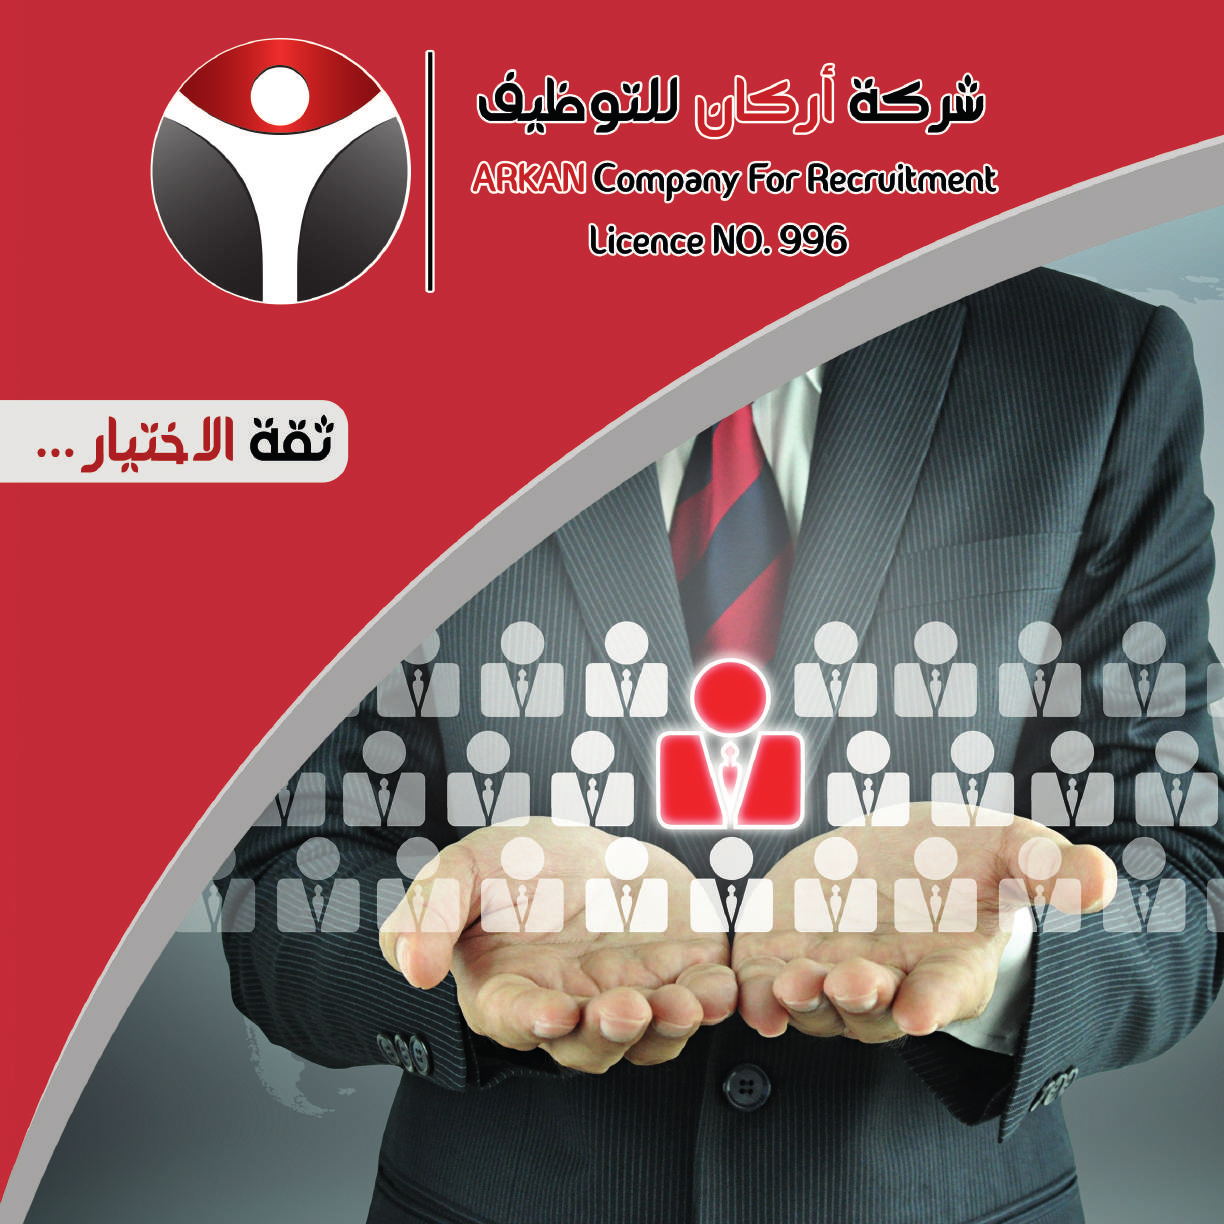 شركة أركان للتوظيف
ARKAN Company For Recruitment
Licence NO. 996
ثقة الاختيار ...